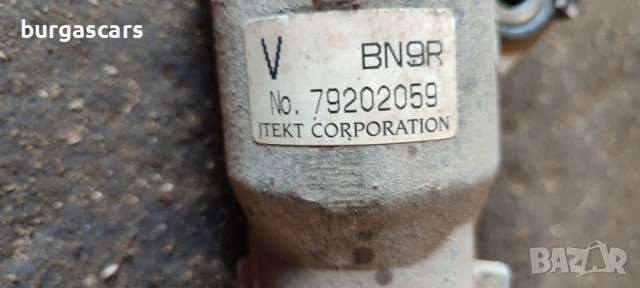 burgascars
V BN9R
No. 79202059
JTEKT CORPORATION
BAZAR